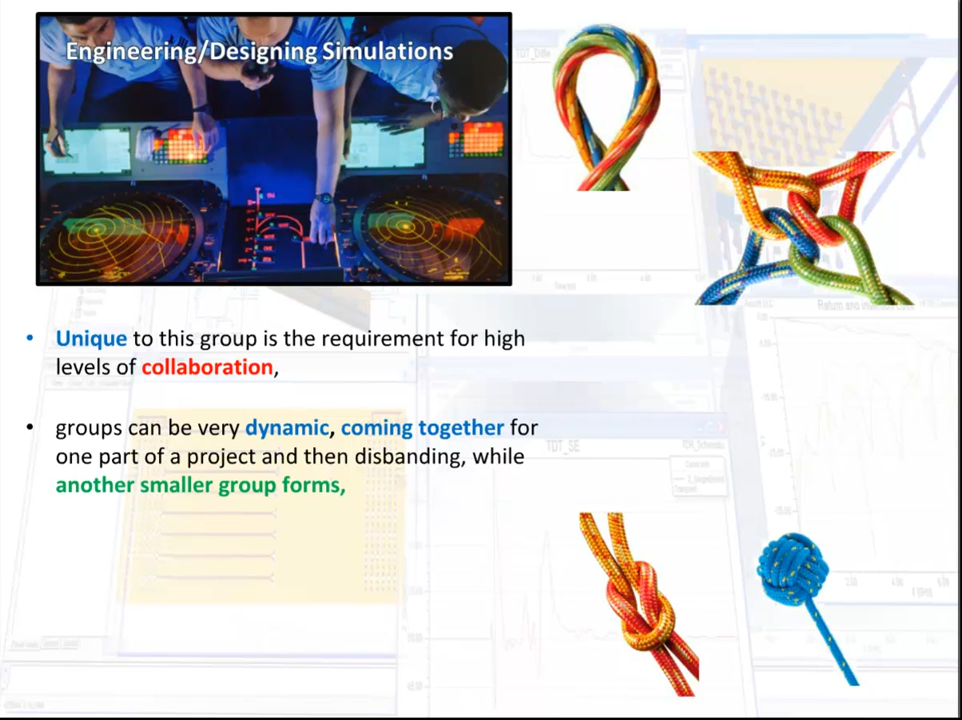 Engineering/Designing Simulations
• Unique to this group is the requirement for high
levels of collaboration,
• groups can be very dynamic, coming together for
one part of a project and then disbanding, while
another smaller group forms,
TDT_SE